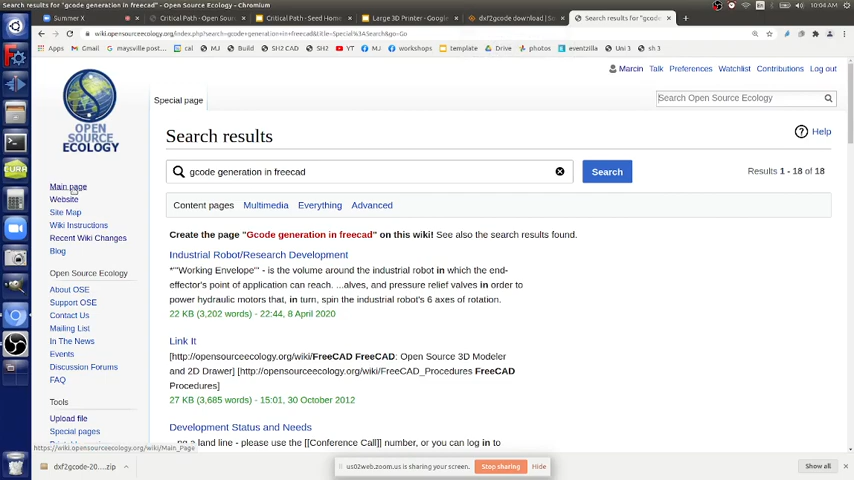 Search results for "gcode generation in freecad" - Open Source Ecology - Chromium
10:04 AM
Summer X
Critical Path - Open Sour
Critical Path - Seed Home
Large 3D Printer - Google
dxf2gcode download | S
Search results for "gcode
wiki.opensourceecology.org/index.php?search=gcode+generation+in+freecad&title=Special%3ASearch&go=Go
M Gmail
maysville post...
cal
MJ
Build
SH2 CAD
SH2
YT
MJ
workshops
template
Drive
photos
eventzilla
Uni 3
sh 3
Marcin Talk Preferences Watchlist Contributions Log out
OPEN
SOURCE
ECOLOGY
Special page
Search Open Source Ecology
Search results
Help
gcode generation in freecad
Search
Results 1 - 18 of 18
Content pages Multimedia Everything Advanced
Create the page "Gcode generation in freecad" on this wiki! See also the search results found.
Industrial Robot/Research Development
*'''Working Envelope''' - is the volume around the industrial robot in which the end-
effector's point of application can reach. ...alves, and pressure relief valves in order to
power hydraulic motors that, in turn, spin the industrial robot's 6 axes of rotation.
22 KB (3,202 words) - 22:44, 8 April 2020
Link It
[http://opensourceecology.org/wiki/FreeCAD FreeCAD: Open Source 3D Modeler
and 2D Drawer] [http://opensourceecology.org/wiki/FreeCAD_Procedures FreeCAD
Procedures]
27 KB (3,685 words) - 15:01, 30 October 2012
Development Status and Needs
ng a land line - please use the [[Conference Call]] number, or you can log in to
Main page
Website
Site Map
Wiki Instructions
Recent Wiki Changes
Blog
Open Source Ecology
About OSE
Support OSE
Contact Us
Mailing List
In The News
Events
Discussion Forums
FAQ
Tools
Upload file
Special pages
https://wiki.opensourceecology.org/wiki/Main_Page
CURA
dxf2gcode-20....zip
us02web.zoom.us is sharing your screen.
Stop sharing
Hide
Show all